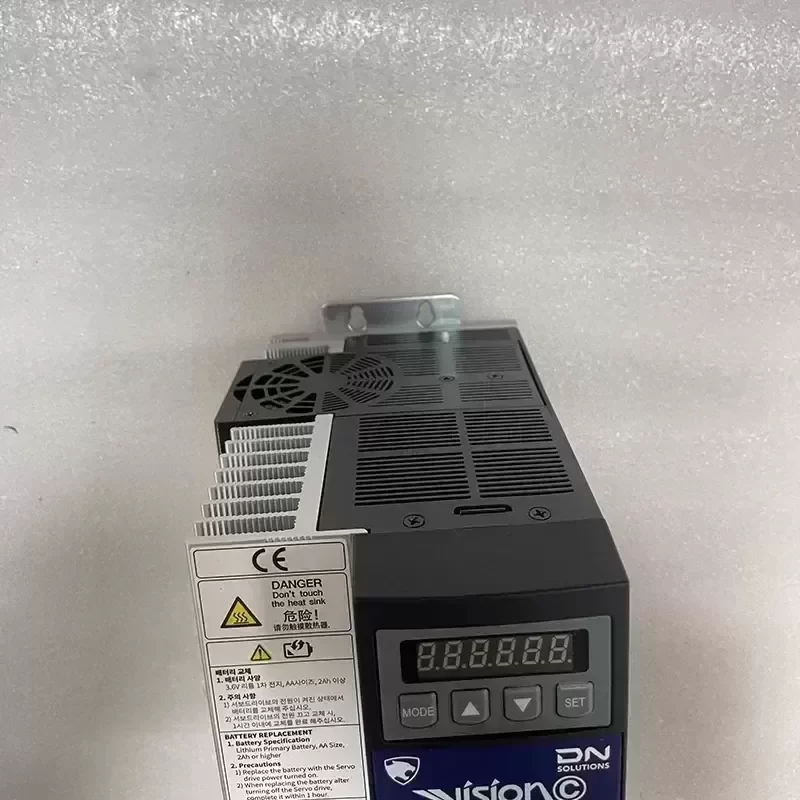 CE
DANGER
Don't touch
the heat sink
危险!
请勿触摸散热器.
배터리 교체
1. 배터리 사양
3.6V 리튬 1차 전지, AA사이즈, 2Ah 이상
2. 주의 사항
1) 서보드라이브의 전원이 켜진 상태에서
배터리를 교체해 주십시오.
2) 서보드라이브의 전원 끄고 교체 시,
1시간 이내에 교체를 완료 해주십시오.
BATTERY REPLACEMENT
1. Battery Specification
Lithium Primary Battery, AA Size,
2Ah or higher
2. Precautions
1) Replace the battery with the Servo
drive power turned on.
2) When replacing the battery after
turning off the Servo drive,
complete it within 1 hour.
8.8.8.8.8.8.
MODE
SET
DN
SOLUTIONS
Vision C